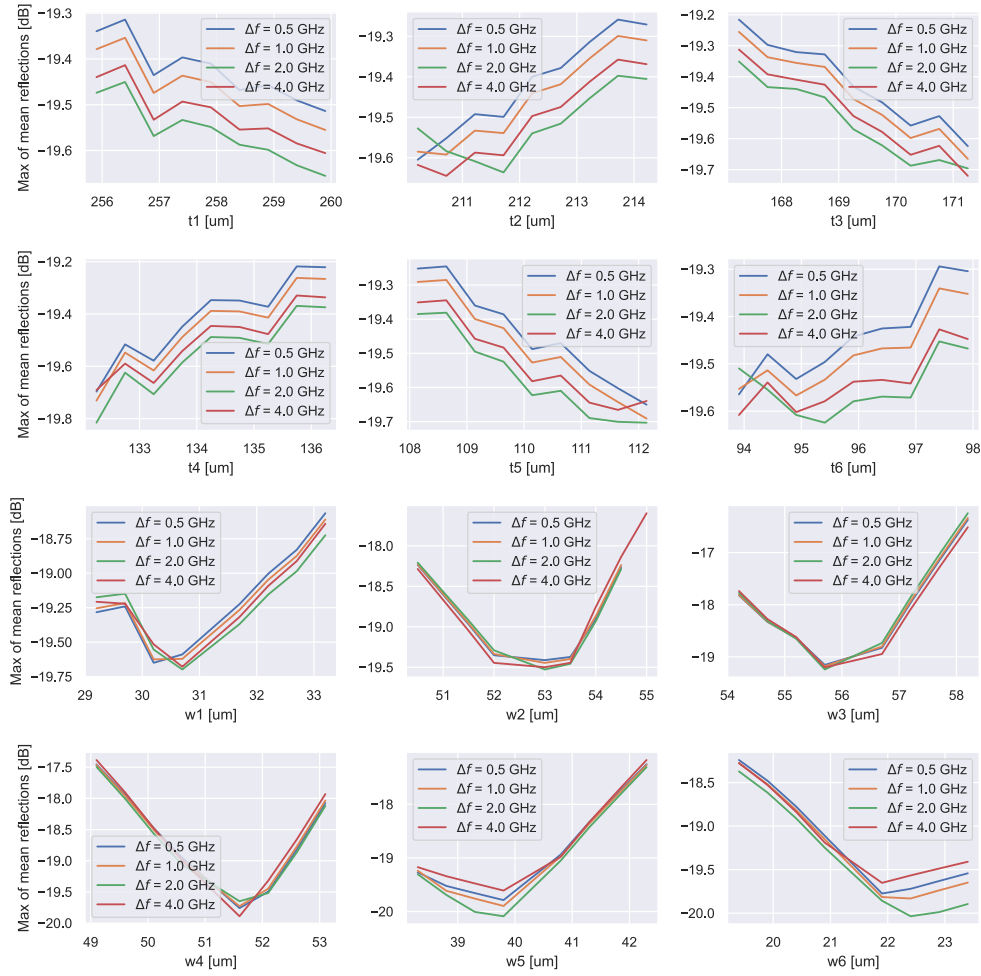 Max of mean reflections [dB]
−19.3
−19.4
−19.5
−19.6
Δf = 0.5 GHz
Δf = 1.0 GHz
Δf = 2.0 GHz
Δf = 4.0 GHz
256 257 258 259 260
t1 [um]
−19.3
−19.4
−19.5
−19.6
Δf = 0.5 GHz
Δf = 1.0 GHz
Δf = 2.0 GHz
Δf = 4.0 GHz
211 212 213 214
t2 [um]
−19.2
−19.3
−19.4
−19.5
−19.6
−19.7
Δf = 0.5 GHz
Δf = 1.0 GHz
Δf = 2.0 GHz
Δf = 4.0 GHz
168 169 170 171
t3 [um]
Max of mean reflections [dB]
−19.2
−19.4
−19.6
−19.8
Δf = 0.5 GHz
Δf = 1.0 GHz
Δf = 2.0 GHz
Δf = 4.0 GHz
133 134 135 136
t4 [um]
−19.3
−19.4
−19.5
−19.6
−19.7
Δf = 0.5 GHz
Δf = 1.0 GHz
Δf = 2.0 GHz
Δf = 4.0 GHz
108 109 110 111 112
t5 [um]
−19.3
−19.4
−19.5
−19.6
Δf = 0.5 GHz
Δf = 1.0 GHz
Δf = 2.0 GHz
Δf = 4.0 GHz
94 95 96 97 98
t6 [um]
Max of mean reflections [dB]
−18.75
−19.00
−19.25
−19.50
−19.75
Δf = 0.5 GHz
Δf = 1.0 GHz
Δf = 2.0 GHz
Δf = 4.0 GHz
29 30 31 32 33
w1 [um]
−18.0
−18.5
−19.0
−19.5
Δf = 0.5 GHz
Δf = 1.0 GHz
Δf = 2.0 GHz
Δf = 4.0 GHz
51 52 53 54 55
w2 [um]
−17
−18
−19
Δf = 0.5 GHz
Δf = 1.0 GHz
Δf = 2.0 GHz
Δf = 4.0 GHz
54 55 56 57 58
w3 [um]
Max of mean reflections [dB]
−17.5
−18.0
−18.5
−19.0
−19.5
−20.0
Δf = 0.5 GHz
Δf = 1.0 GHz
Δf = 2.0 GHz
Δf = 4.0 GHz
49 50 51 52 53
w4 [um]
−18
−19
−20
Δf = 0.5 GHz
Δf = 1.0 GHz
Δf = 2.0 GHz
Δf = 4.0 GHz
39 40 41 42
w5 [um]
−18.5
−19.0
−19.5
−20.0
Δf = 0.5 GHz
Δf = 1.0 GHz
Δf = 2.0 GHz
Δf = 4.0 GHz
20 21 22 23
w6 [um]